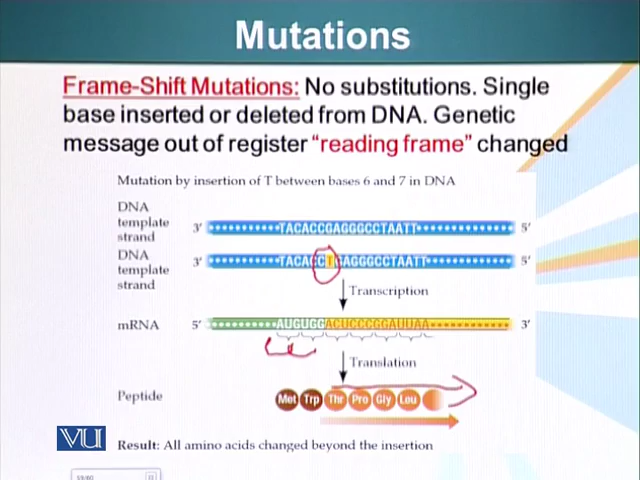 Mutations
Frame-Shift Mutations: No substitutions. Single
base inserted or deleted from DNA. Genetic
message out of register “reading frame” changed
Mutation by insertion of T between bases 6 and 7 in DNA
DNA
template
strand
3′ TACACCGAGGGCCTAATT 5′
DNA
template
strand
3′ TACACCTGAGGGCCTAATT 5′
Transcription
mRNA 5′ AUGUGGACUCCCGGAUUAA 3′
Translation
Peptide Met Trp Thr Pro Gly Leu
Result: All amino acids changed beyond the insertion
VU
59/60